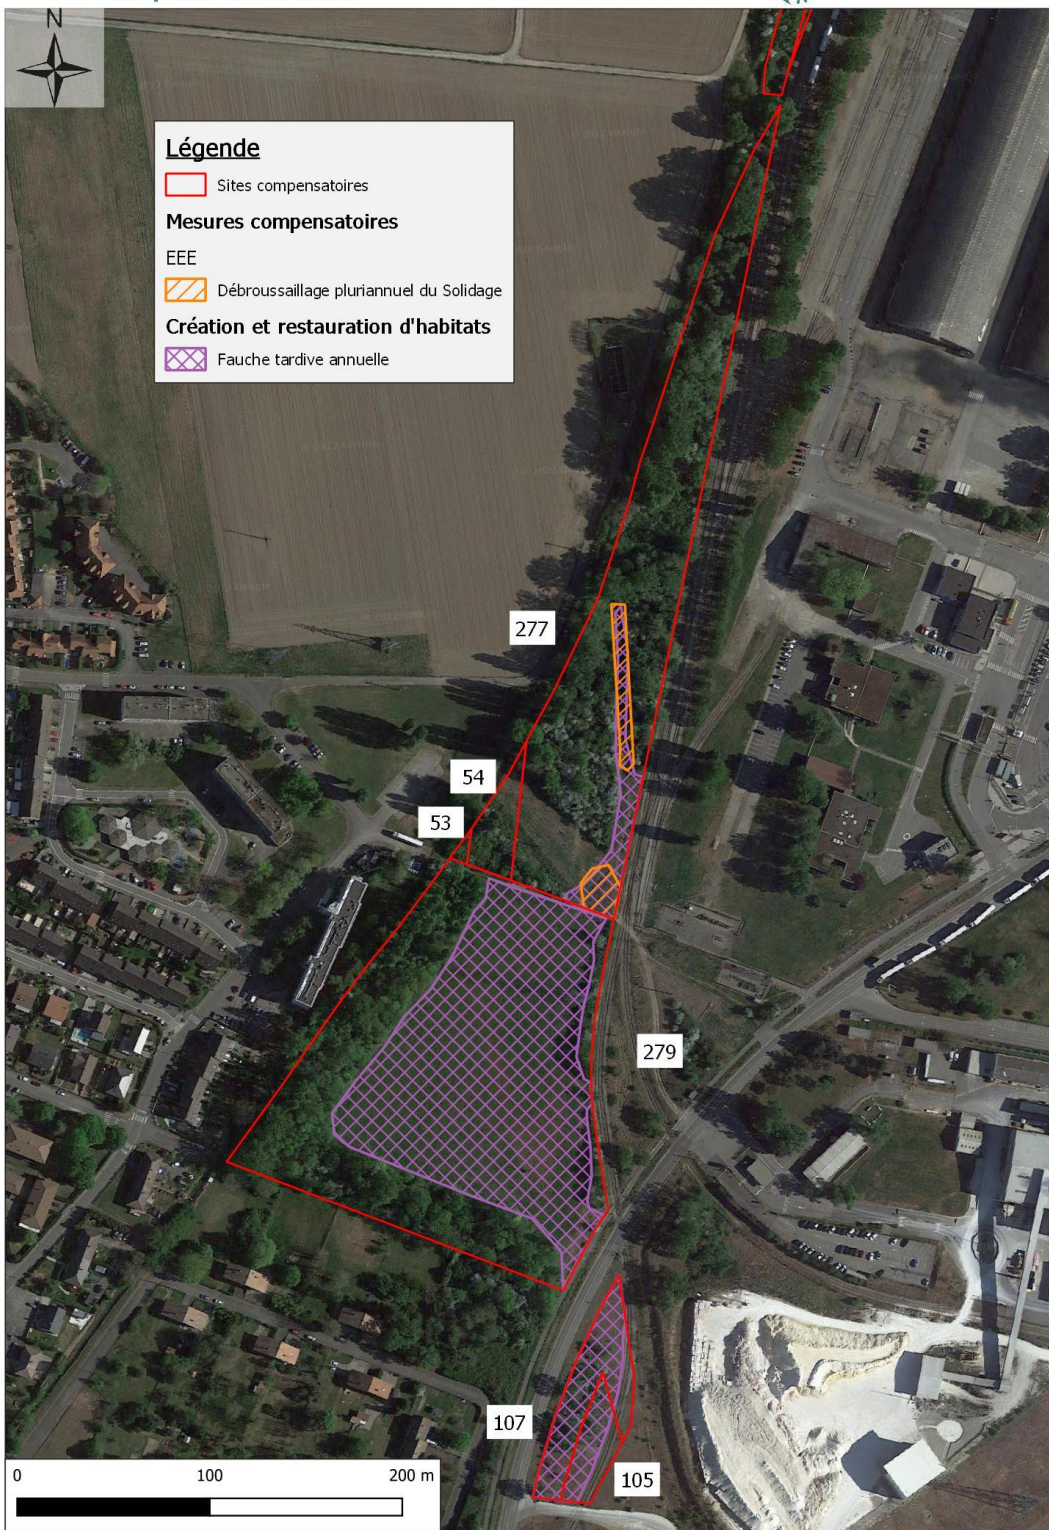 N
Légende
Sites compensatoires
Mesures compensatoires
EEE
Débroussaillage pluriannuel du Solidage
Création et restauration d'habitats
Fauche tardive annuelle
277
54
53
279
107
105
0 100 200 m